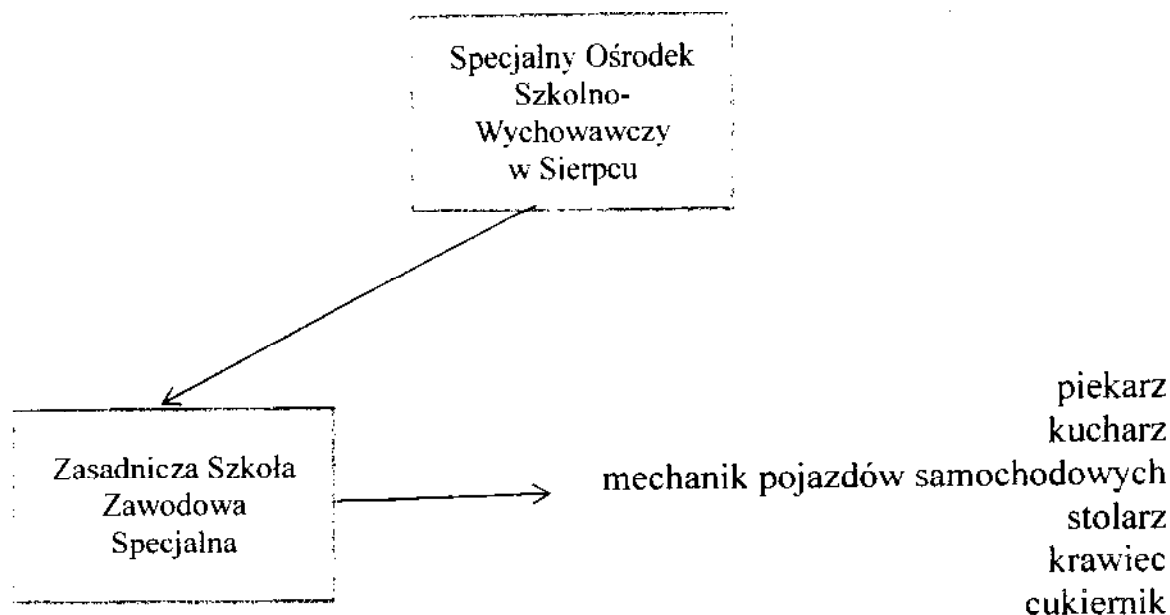 Specjalny Ośrodek
Szkolno-
Wychowawczy
w Sierpcu
Zasadnicza Szkoła
Zawodowa
Specjalna
piekarz
kucharz
mechanik pojazdów samochodowych
stolarz
krawiec
cukiernik